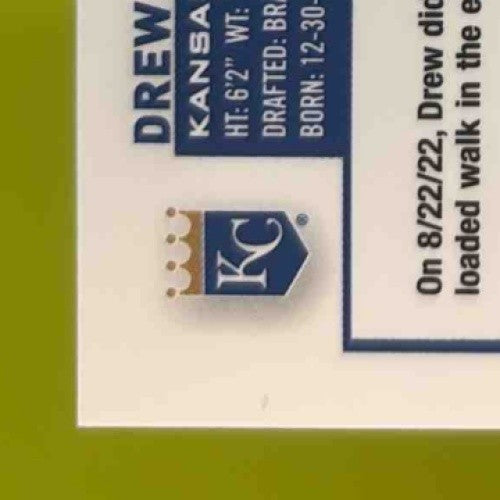 DREW
KANSA
HT: 6'2" WT:
DRAFTED: BRA
BORN: 12-30-
KC®
On 8/22/22, Drew did
loaded walk in the e